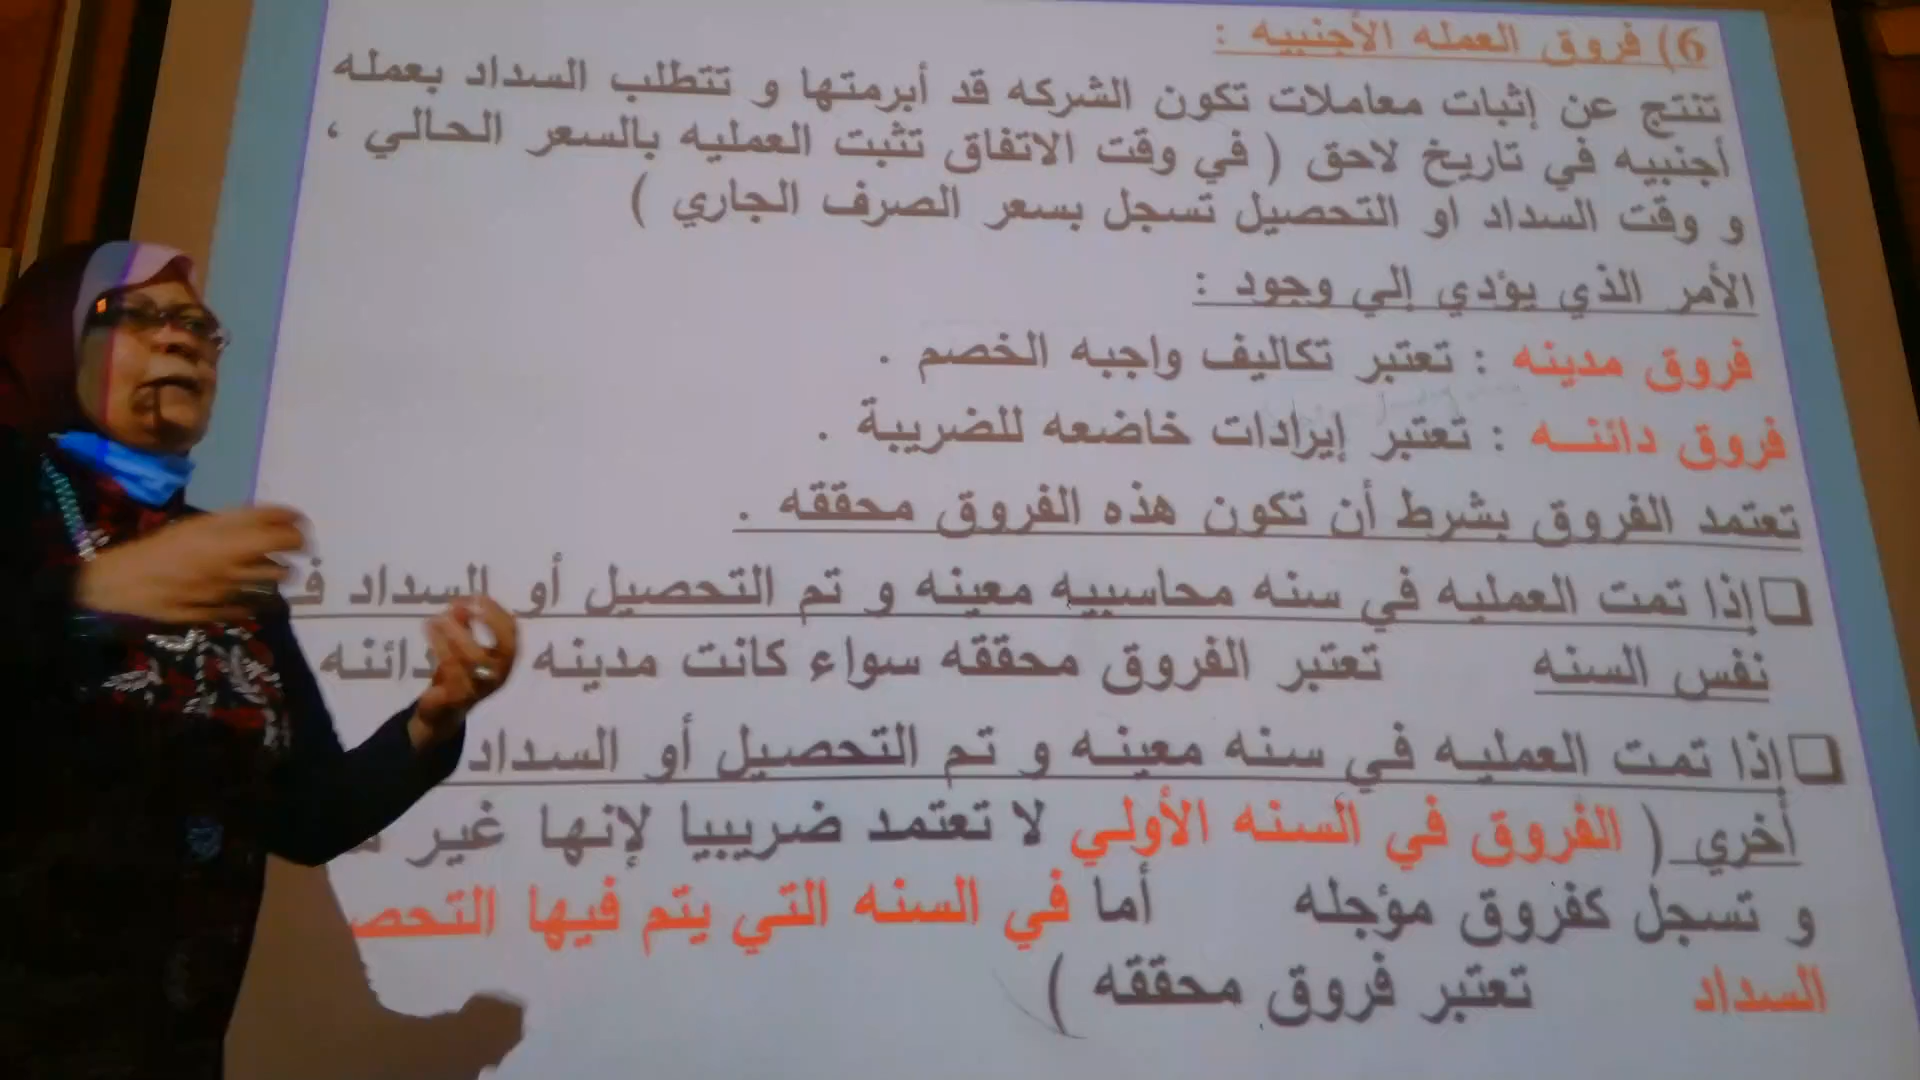 6) فروق العمله الأجنبيه :
تنتج عن إثبات معاملات تكون الشركه قد أبرمتها و تتطلب السداد بعمله
أجنبيه في تاريخ لاحق ( في وقت الاتفاق تثبت العمليه بالسعر الحالي ،
و وقت السداد او التحصيل تسجل بسعر الصرف الجاري )
الأمر الذي يؤدي إلي وجود :
فروق مدينه : تعتبر تكاليف واجبه الخصم .
فروق دائنـــه : تعتبر إيرادات خاضعه للضريبة .
تعتمد الفروق بشرط أن تكون هذه الفروق محققه .
إذا تمت العمليه في سنه محاسبيه معينه و تم التحصيل أو السداد
نفس السنه تعتبر الفروق محققه سواء كانت مدينه دائنه
إذا تمت العمليه في سنه معينه و تم التحصيل أو السداد
أخري ( الفروق في السنه الأولي لا تعتمد ضريبيا لإنها غير
و تسجل كفروق مؤجله أما في السنه التي يتم فيها
السداد تعتبر فروق محققه )